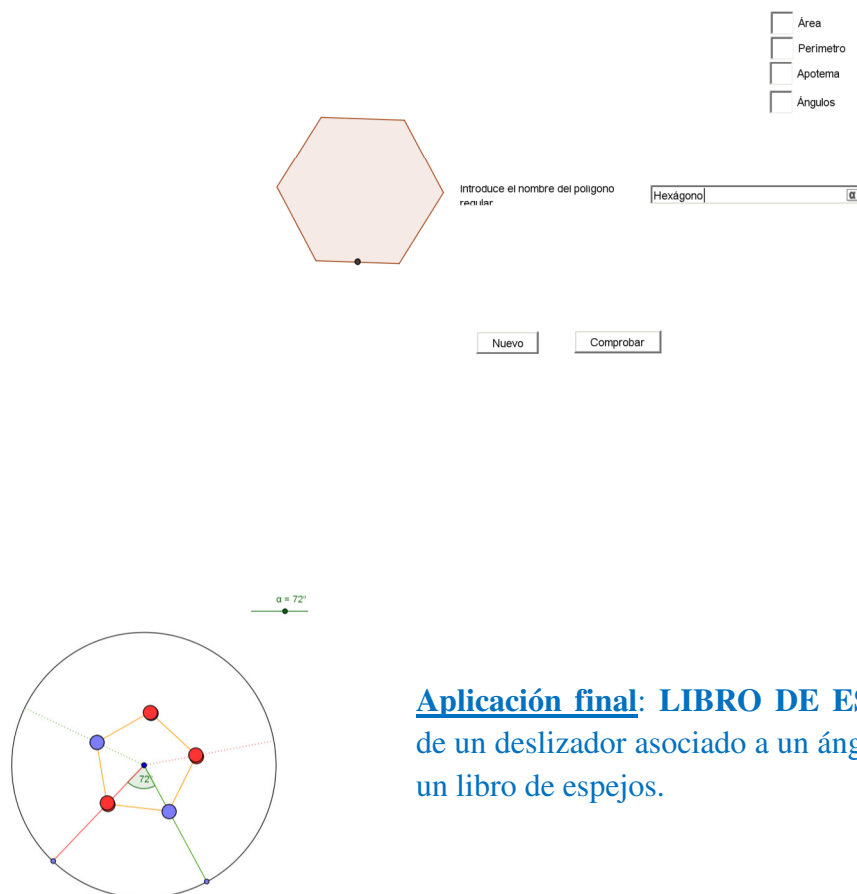 Área
Perímetro
Apotema
Ángulos
Introduce el nombre del polígono
regular
Hexágono
α
Nuevo
Comprobar
α = 72°
72°
Aplicación final: LIBRO DE ES
de un deslizador asociado a un áng
un libro de espejos.